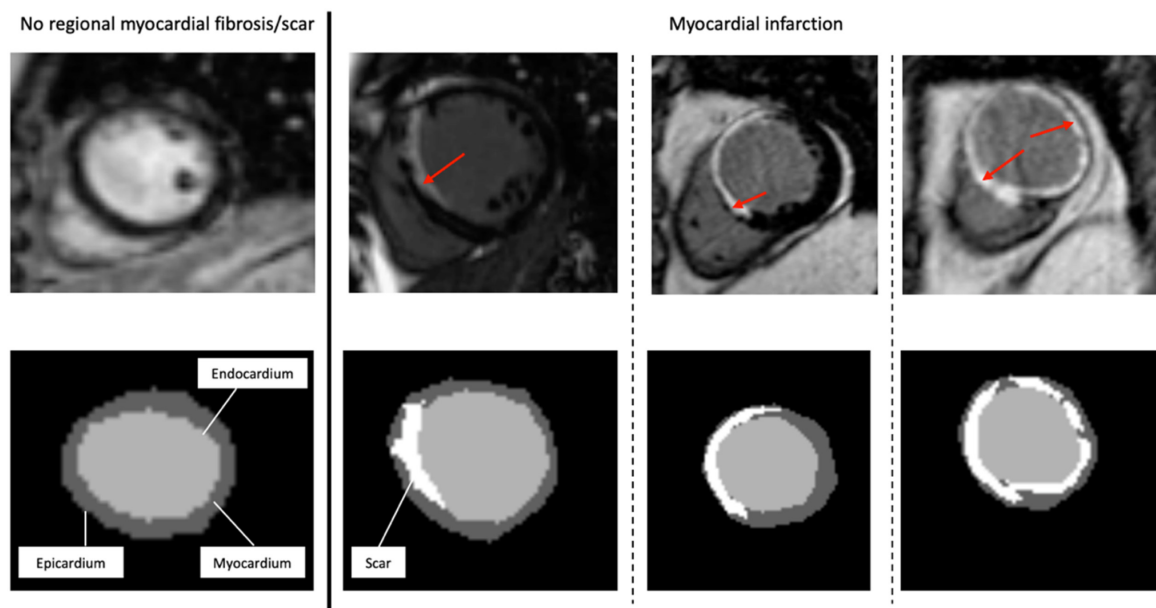 No regional myocardial fibrosis/scar
Myocardial infarction
Endocardium
Epicardium
Myocardium
Scar